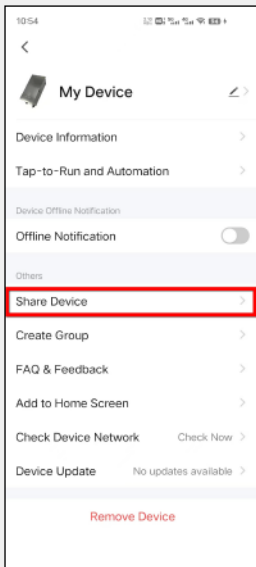 10:54
My Device
Device Information
Tap-to-Run and Automation
Device Offline Notification
Offline Notification
Others
Share Device
Create Group
FAQ & Feedback
Add to Home Screen
Check Device Network Check Now
Device Update No updates available
Remove Device